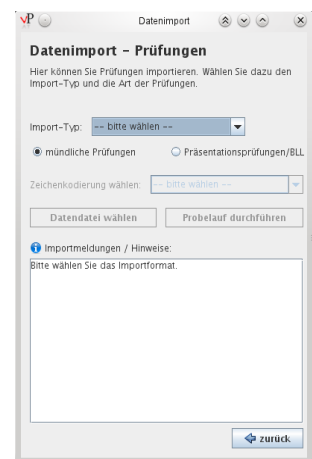 vP Datenimport
Datenimport – Prüfungen
Hier können Sie Prüfungen importieren. Wählen Sie dazu den
Import-Typ und die Art der Prüfungen.
Import-Typ: -- bitte wählen --
mündliche Prüfungen Präsentationsprüfungen/BLL
Zeichenkodierung wählen: -- bitte wählen --
Datendatei wählen Probelauf durchführen
Importmeldungen / Hinweise:
Bitte wählen Sie das Importformat.
zurück